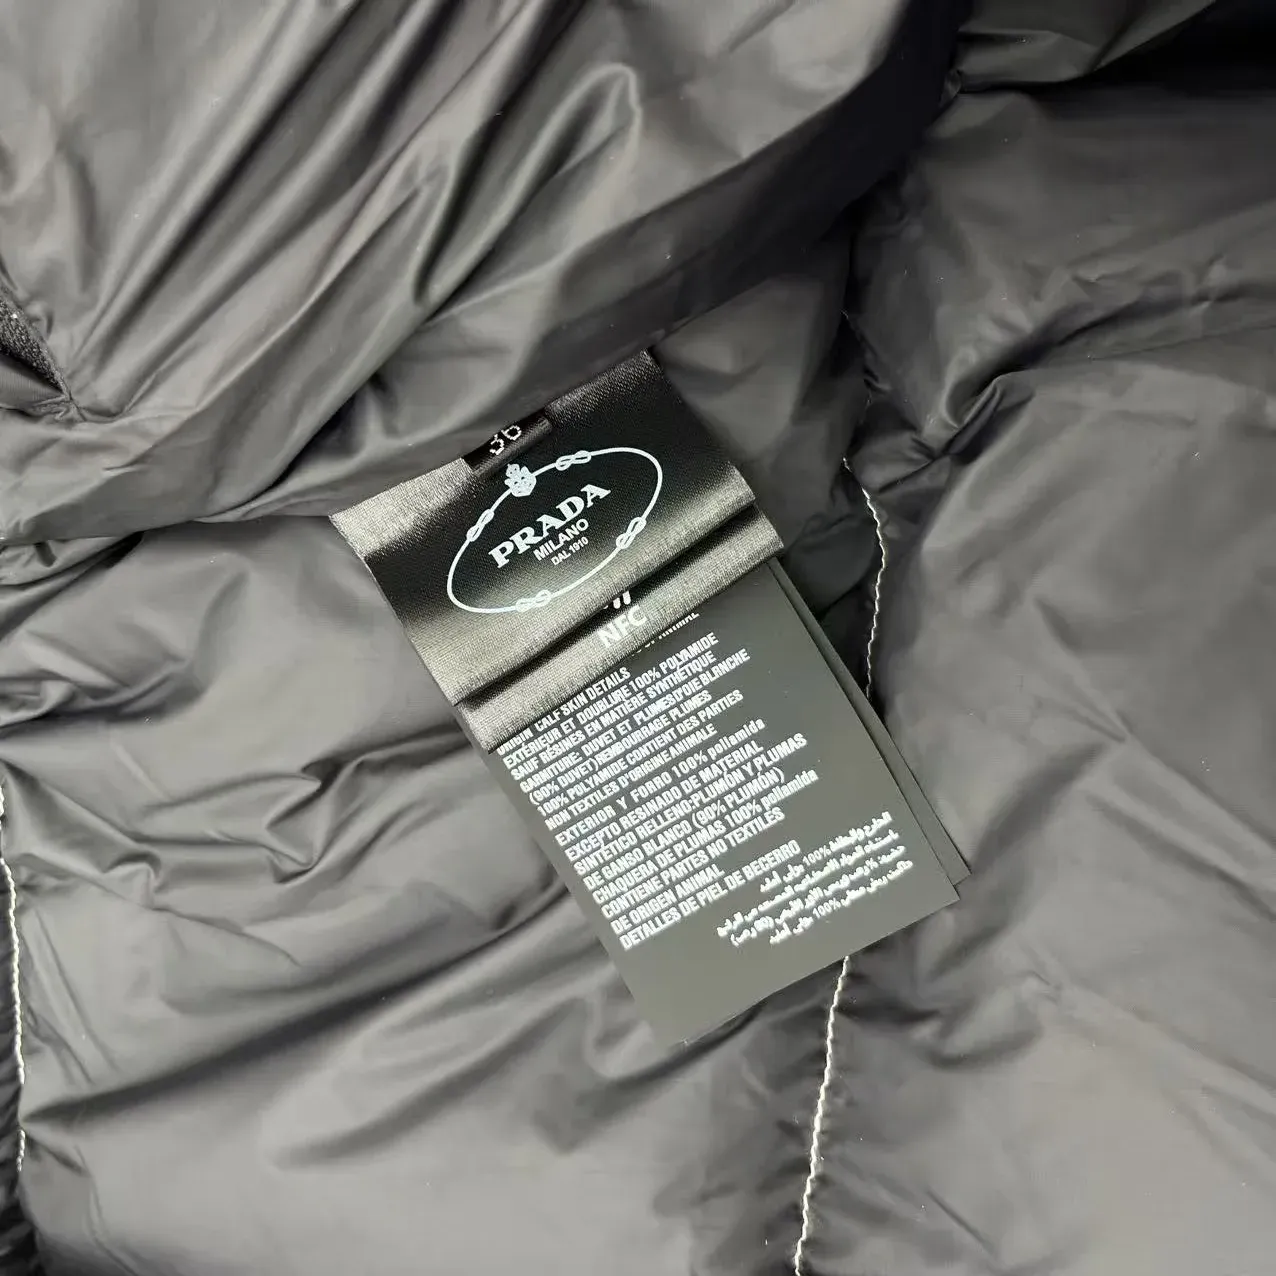 36
PRADA
MILANO
DAL 1910
NFC
ANIMAL
CALF SKIN DETAILS
EXTÉRIEUR ET DOUBLURE 100% POLYAMIDE
SAUF RÉSINES EN MATIÈRE SYNTHÉTIQUE
GARNITURES DUVET ET PLUMES D'OIE BLANCHE
(90% DUVET) REMBOURRAGE PLUMES
100% POLYAMIDE CONTIENT DES PARTIES
NON TEXTILES D'ORIGINE ANIMALE
EXTERIOR Y FORRO 100% poliamida
EXCEPTO RESINADO DE MATERIAL
SINTÉTICO RELLENO-PLUMÓN Y PLUMAS
DE GANSO BLANCO (90% PLUMÓN)
CHAQUERA DE PLUMAS 100% poliamida
CONTIENE PARTES NO TEXTILES
DE ORIGEN ANIMAL
DETALLES DE PIEL DE BECERRO